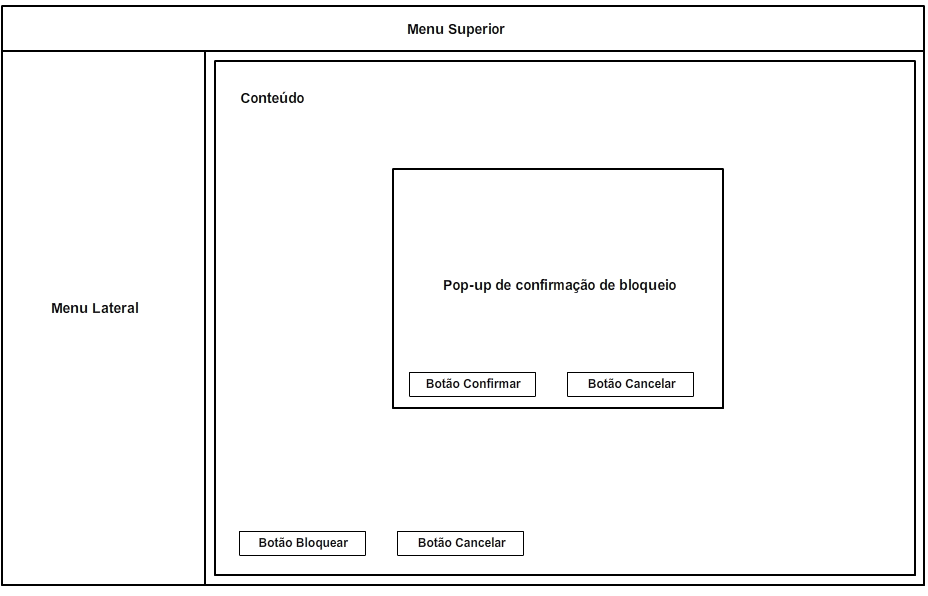 Menu Superior
Conteúdo
Menu Lateral
Pop-up de confirmação de bloqueio
Botão Confirmar
Botão Cancelar
Botão Bloquear
Botão Cancelar